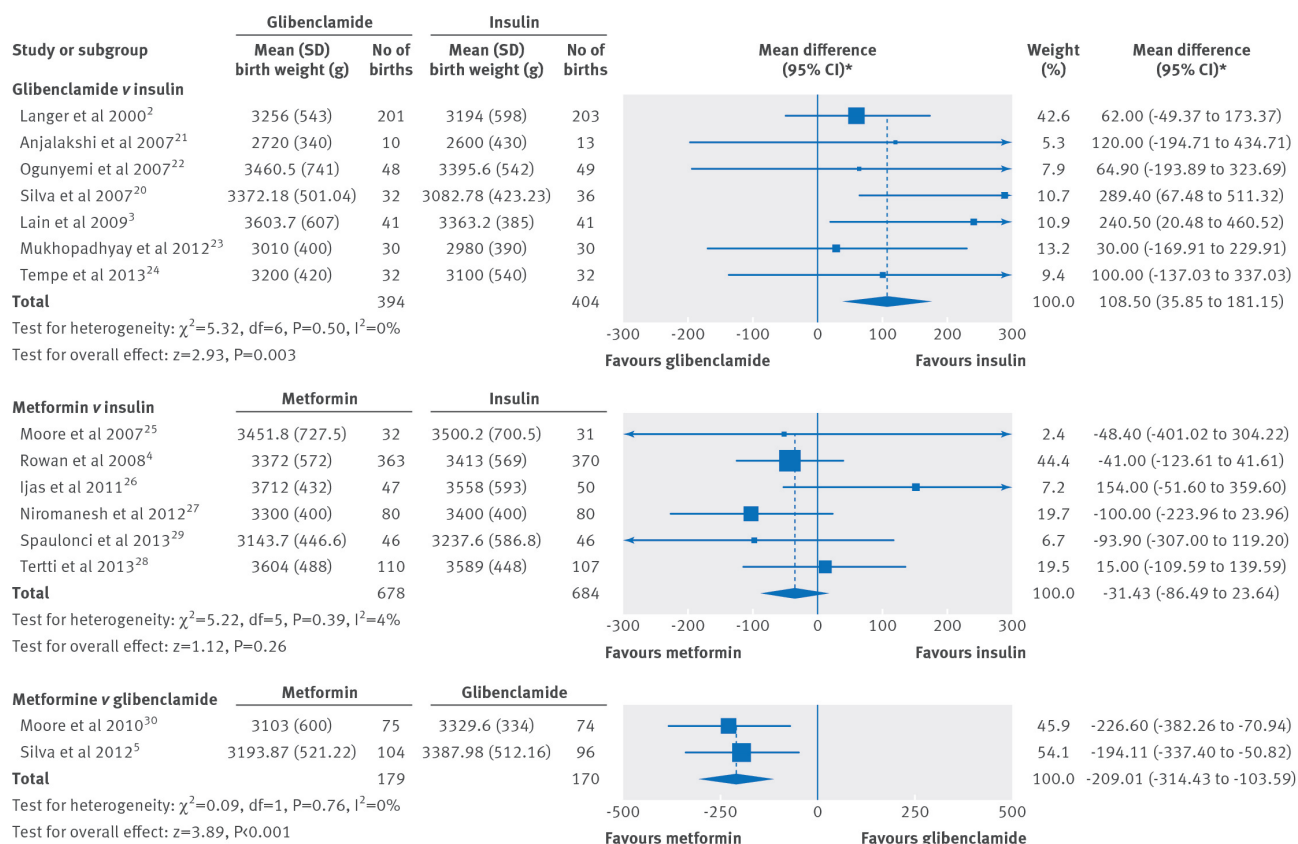 Glibenclamide Insulin
Study or subgroup Mean (SD) birth weight (g) No of births Mean (SD) birth weight (g) No of births Mean difference (95% CI)* Weight (%) Mean difference (95% CI)*
Glibenclamide v insulin
Langer et al 2000² 3256 (543) 201 3194 (598) 203 42.6 62.00 (-49.37 to 173.37)
Anjalakshi et al 2007²¹ 2720 (340) 10 2600 (430) 13 5.3 120.00 (-194.71 to 434.71)
Ogunyemi et al 2007²² 3460.5 (741) 48 3395.6 (542) 49 7.9 64.90 (-193.89 to 323.69)
Silva et al 2007²⁰ 3372.18 (501.04) 32 3082.78 (423.23) 36 10.7 289.40 (67.48 to 511.32)
Lain et al 2009³ 3603.7 (607) 41 3363.2 (385) 41 10.9 240.50 (20.48 to 460.52)
Mukhopadhyay et al 2012²³ 3010 (400) 30 2980 (390) 30 13.2 30.00 (-169.91 to 229.91)
Tempe et al 2013²⁴ 3200 (420) 32 3100 (540) 32 9.4 100.00 (-137.03 to 337.03)
Total 394 404 100.0 108.50 (35.85 to 181.15)
Test for heterogeneity: χ²=5.32, df=6, P=0.50, I²=0%
-300 -200 -100 0 100 200 300
Test for overall effect: z=2.93, P=0.003
Favours glibenclamide Favours insulin
Metformin v insulin Metformin Insulin
Moore et al 2007²⁵ 3451.8 (727.5) 32 3500.2 (700.5) 31 2.4 -48.40 (-401.02 to 304.22)
Rowan et al 2008⁴ 3372 (572) 363 3413 (569) 370 44.4 -41.00 (-123.61 to 41.61)
Ijas et al 2011²⁶ 3712 (432) 47 3558 (593) 50 7.2 154.00 (-51.60 to 359.60)
Niromanesh et al 2012²⁷ 3300 (400) 80 3400 (400) 80 19.7 -100.00 (-223.96 to 23.96)
Spaulonci et al 2013²⁹ 3143.7 (446.6) 46 3237.6 (586.8) 46 6.7 -93.90 (-307.00 to 119.20)
Tertti et al 2013²⁸ 3604 (488) 110 3589 (448) 107 19.5 15.00 (-109.59 to 139.59)
Total 678 684 100.0 -31.43 (-86.49 to 23.64)
Test for heterogeneity: χ²=5.22, df=5, P=0.39, I²=4%
-300 -200 -100 0 100 200 300
Test for overall effect: z=1.12, P=0.26
Favours metformin Favours insulin
Metformine v glibenclamide Metformin Glibenclamide
Moore et al 2010³⁰ 3103 (600) 75 3329.6 (334) 74 45.9 -226.60 (-382.26 to -70.94)
Silva et al 2012⁵ 3193.87 (521.22) 104 3387.98 (512.16) 96 54.1 -194.11 (-337.40 to -50.82)
Total 179 170 100.0 -209.01 (-314.43 to -103.59)
Test for heterogeneity: χ²=0.09, df=1, P=0.76, I²=0%
-500 -250 0 250 500
Test for overall effect: z=3.89, P<0.001
Favours metformin Favours glibenclamide